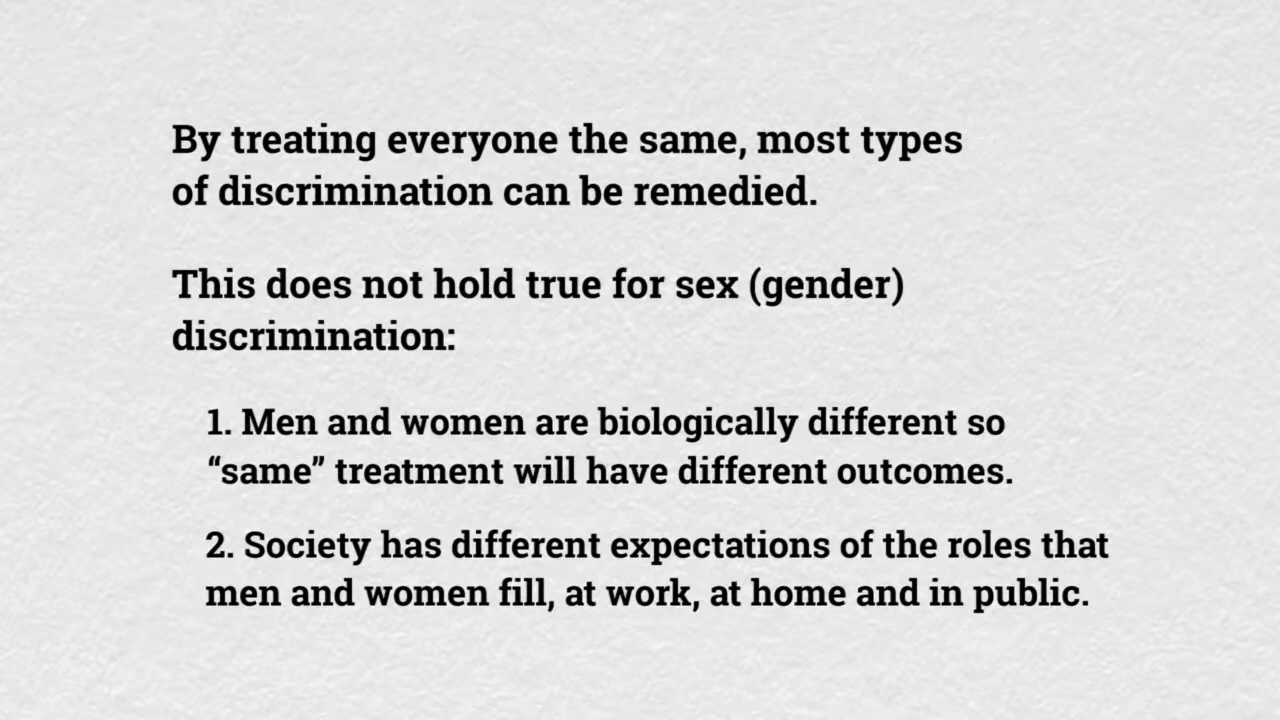 By treating everyone the same, most types
of discrimination can be remedied.
This does not hold true for sex (gender)
discrimination:
1. Men and women are biologically different so
“same” treatment will have different outcomes.
2. Society has different expectations of the roles that
men and women fill, at work, at home and in public.